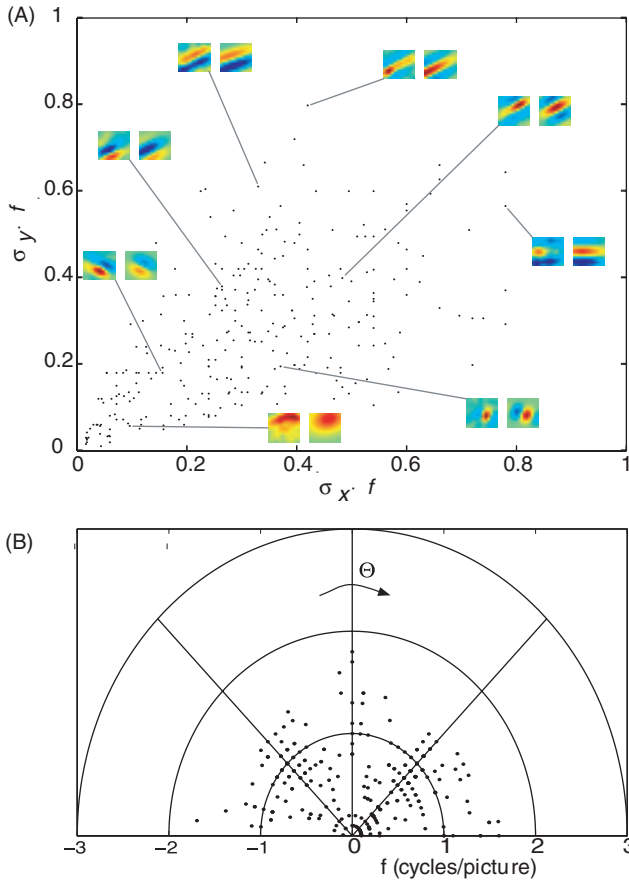 (A)
1
0.8
0.6
0.4
0.2
0
σ y · f
0 0.2 0.4 0.6 0.8 1
σ x · f
(B)
Θ
−3 −2 −1 0 1 2 3
f (cycles/picture)